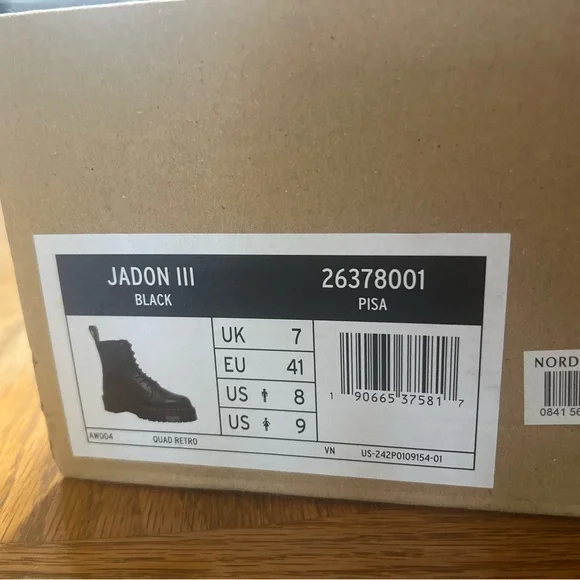 JADON III 26378001
BLACK PISA
UK 7
EU 41
US 8
US 9
1 90665 37581 7
AW004 QUAD RETRO VN US-242P0109154-01
NORD
0841 56